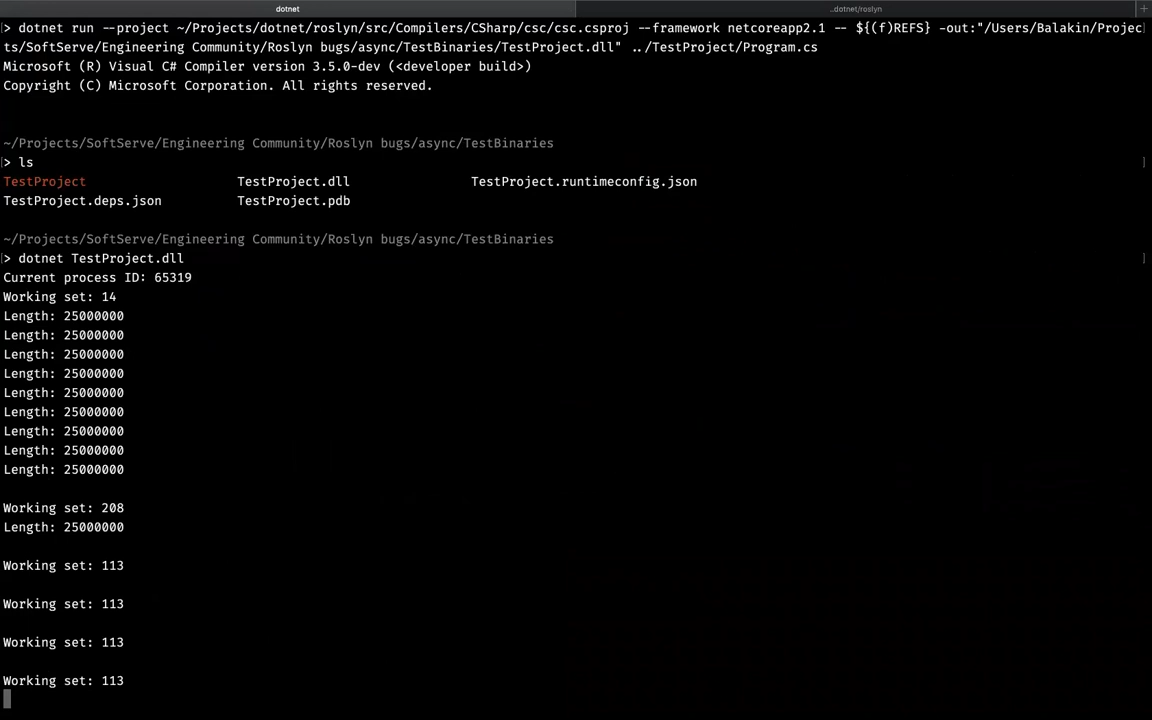 dotnet
..dotnet/roslyn
+
> dotnet run --project ~/Projects/dotnet/roslyn/src/Compilers/CSharp/csc/csc.csproj --framework netcoreapp2.1 -- ${(f)REFS} -out:"/Users/Balakin/Projec
ts/SoftServe/Engineering Community/Roslyn bugs/async/TestBinaries/TestProject.dll" ../TestProject/Program.cs
Microsoft (R) Visual C# Compiler version 3.5.0-dev (<developer build>)
Copyright (C) Microsoft Corporation. All rights reserved.
~/Projects/SoftServe/Engineering Community/Roslyn bugs/async/TestBinaries
> ls
TestProject TestProject.dll TestProject.runtimeconfig.json
TestProject.deps.json TestProject.pdb
~/Projects/SoftServe/Engineering Community/Roslyn bugs/async/TestBinaries
> dotnet TestProject.dll
Current process ID: 65319
Working set: 14
Length: 25000000
Length: 25000000
Length: 25000000
Length: 25000000
Length: 25000000
Length: 25000000
Length: 25000000
Length: 25000000
Length: 25000000
Working set: 208
Length: 25000000
Working set: 113
Working set: 113
Working set: 113
Working set: 113